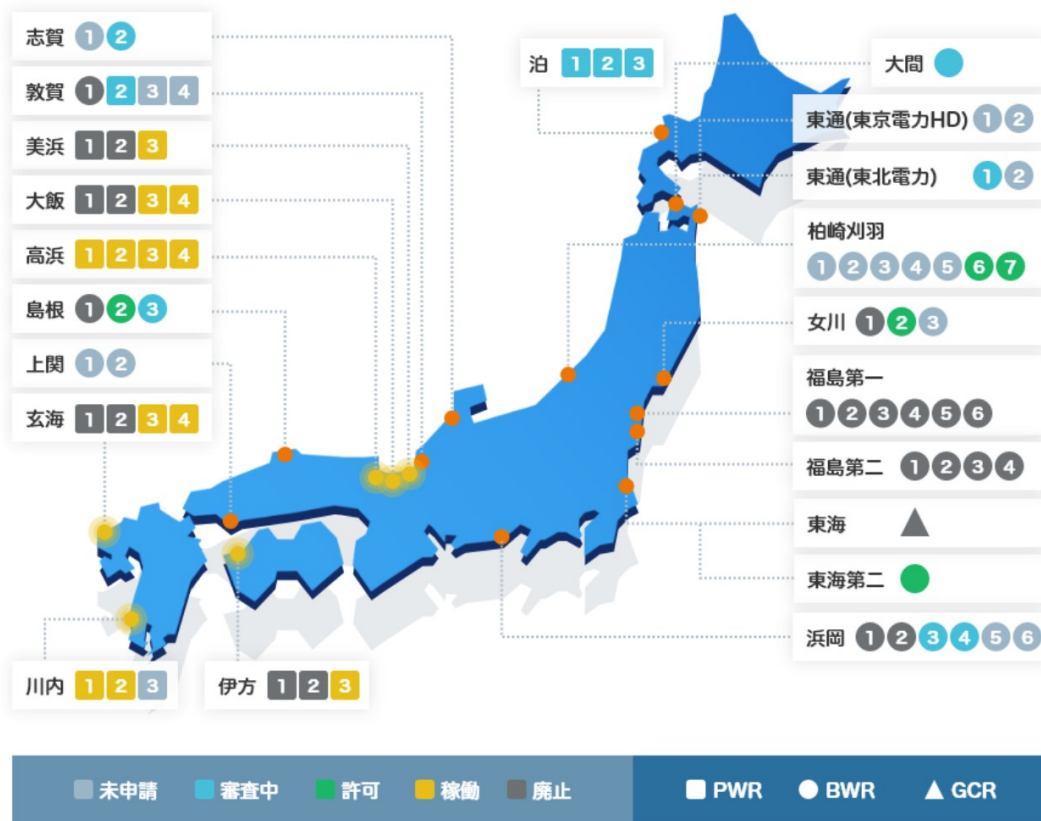 志賀 1 2
敦賀 1 2 3 4
美浜 1 2 3
大飯 1 2 3 4
高浜 1 2 3 4
島根 1 2 3
上関 1 2
玄海 1 2 3 4
川内 1 2 3
伊方 1 2 3
泊 1 2 3
大間
東通(東京電力HD) 1 2
東通(東北電力) 1 2
柏崎刈羽
1 2 3 4 5 6 7
女川 1 2 3
福島第一
1 2 3 4 5 6
福島第二 1 2 3 4
東海
東海第二
浜岡 1 2 3 4 5 6
未申請 審査中 許可 稼働 廃止 PWR BWR GCR